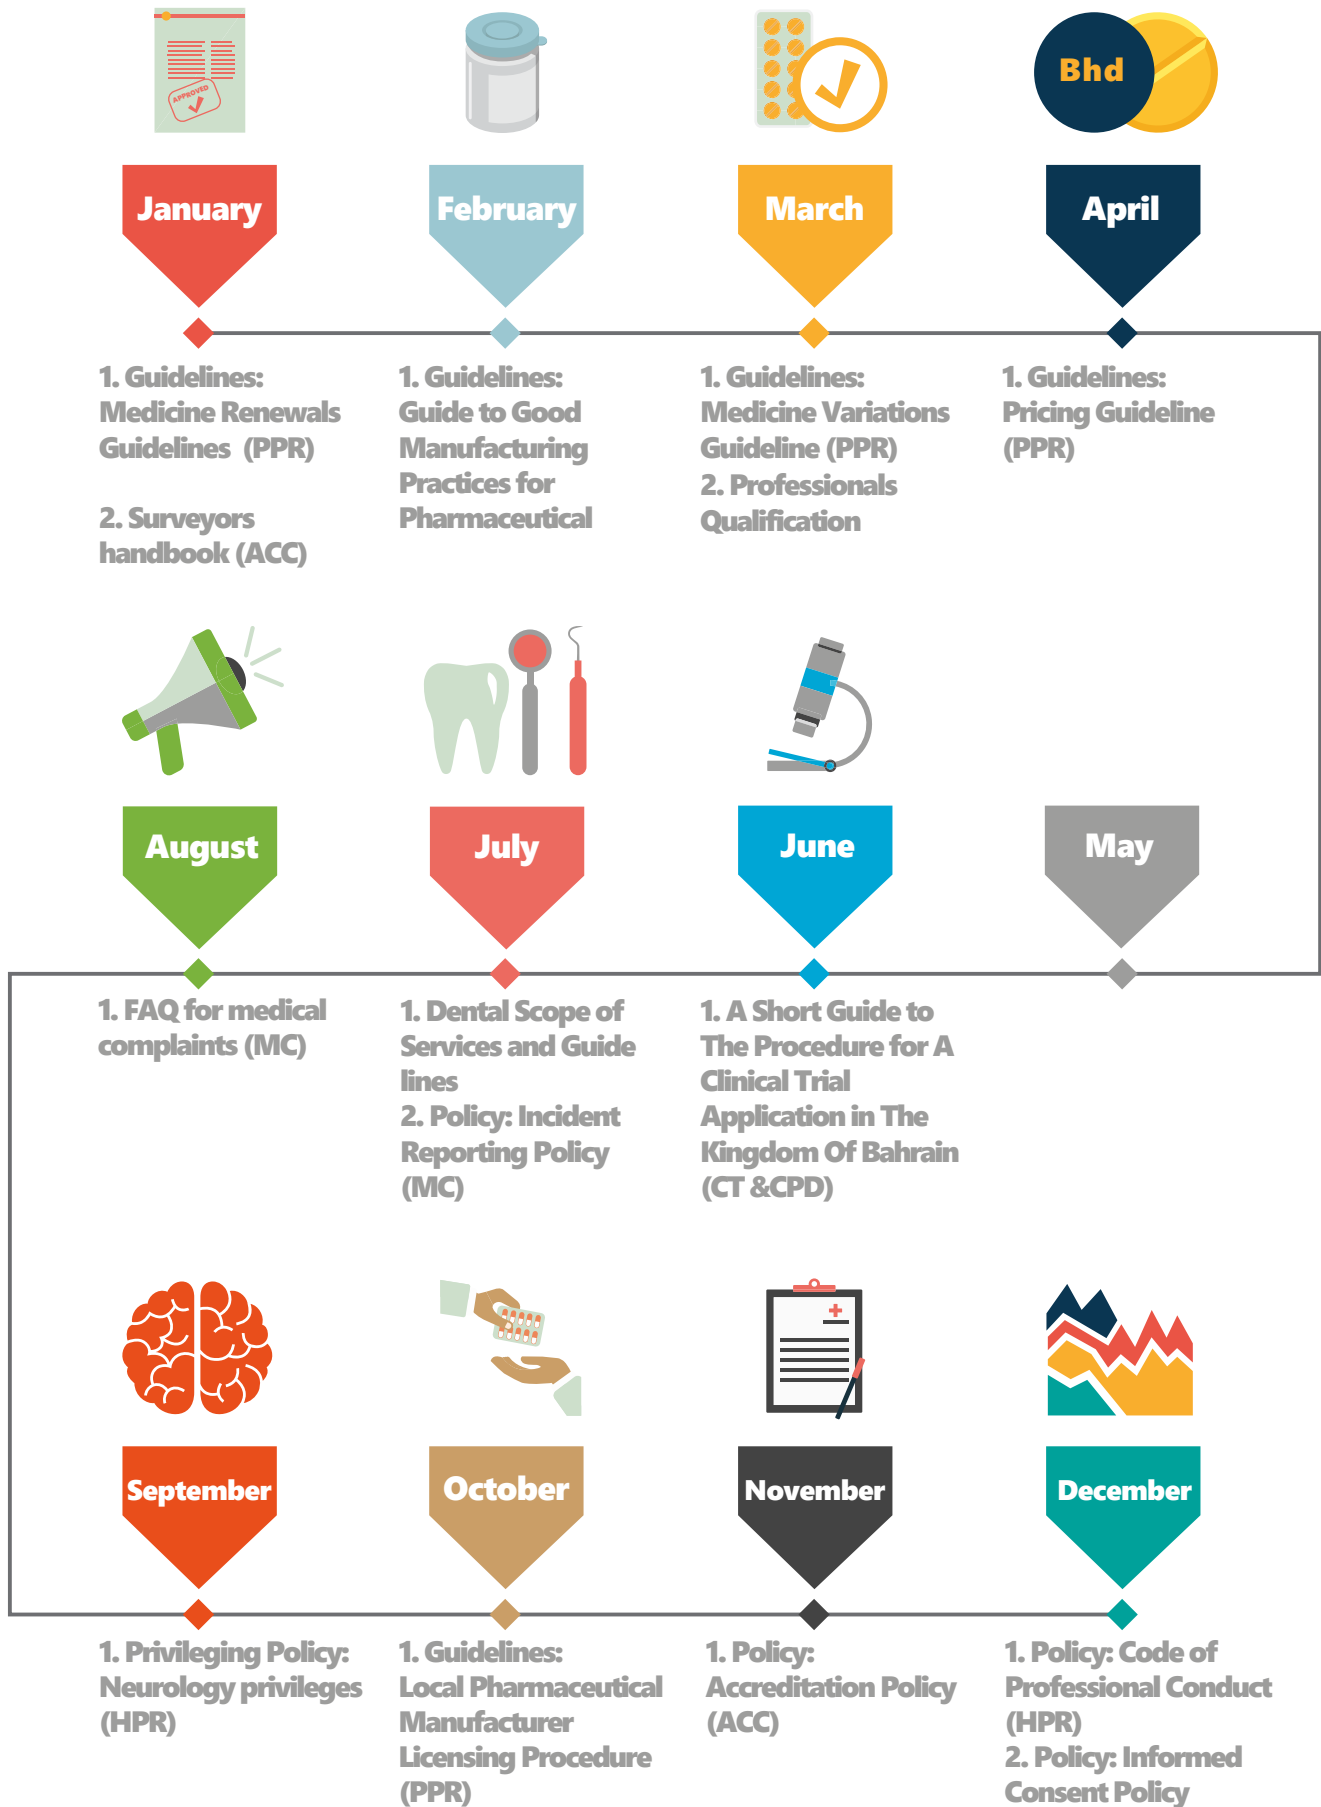 APPROVED
Bhd
January
February
March
April
1. Guidelines:
Medicine Renewals
Guidelines (PPR)
2. Surveyors
handbook (ACC)
1. Guidelines:
Guide to Good
Manufacturing
Practices for
Pharmaceutical
1. Guidelines:
Medicine Variations
Guideline (PPR)
2. Professionals
Qualification
1. Guidelines:
Pricing Guideline
(PPR)
August
July
June
May
1. FAQ for medical
complaints (MC)
1. Dental Scope of
Services and Guide
lines
2. Policy: Incident
Reporting Policy
(MC)
1. A Short Guide to
The Procedure for A
Clinical Trial
Application in The
Kingdom Of Bahrain
(CT &CPD)
September
October
November
December
1. Privileging Policy:
Neurology privileges
(HPR)
1. Guidelines:
Local Pharmaceutical
Manufacturer
Licensing Procedure
(PPR)
1. Policy:
Accreditation Policy
(ACC)
1. Policy: Code of
Professional Conduct
(HPR)
2. Policy: Informed
Consent Policy